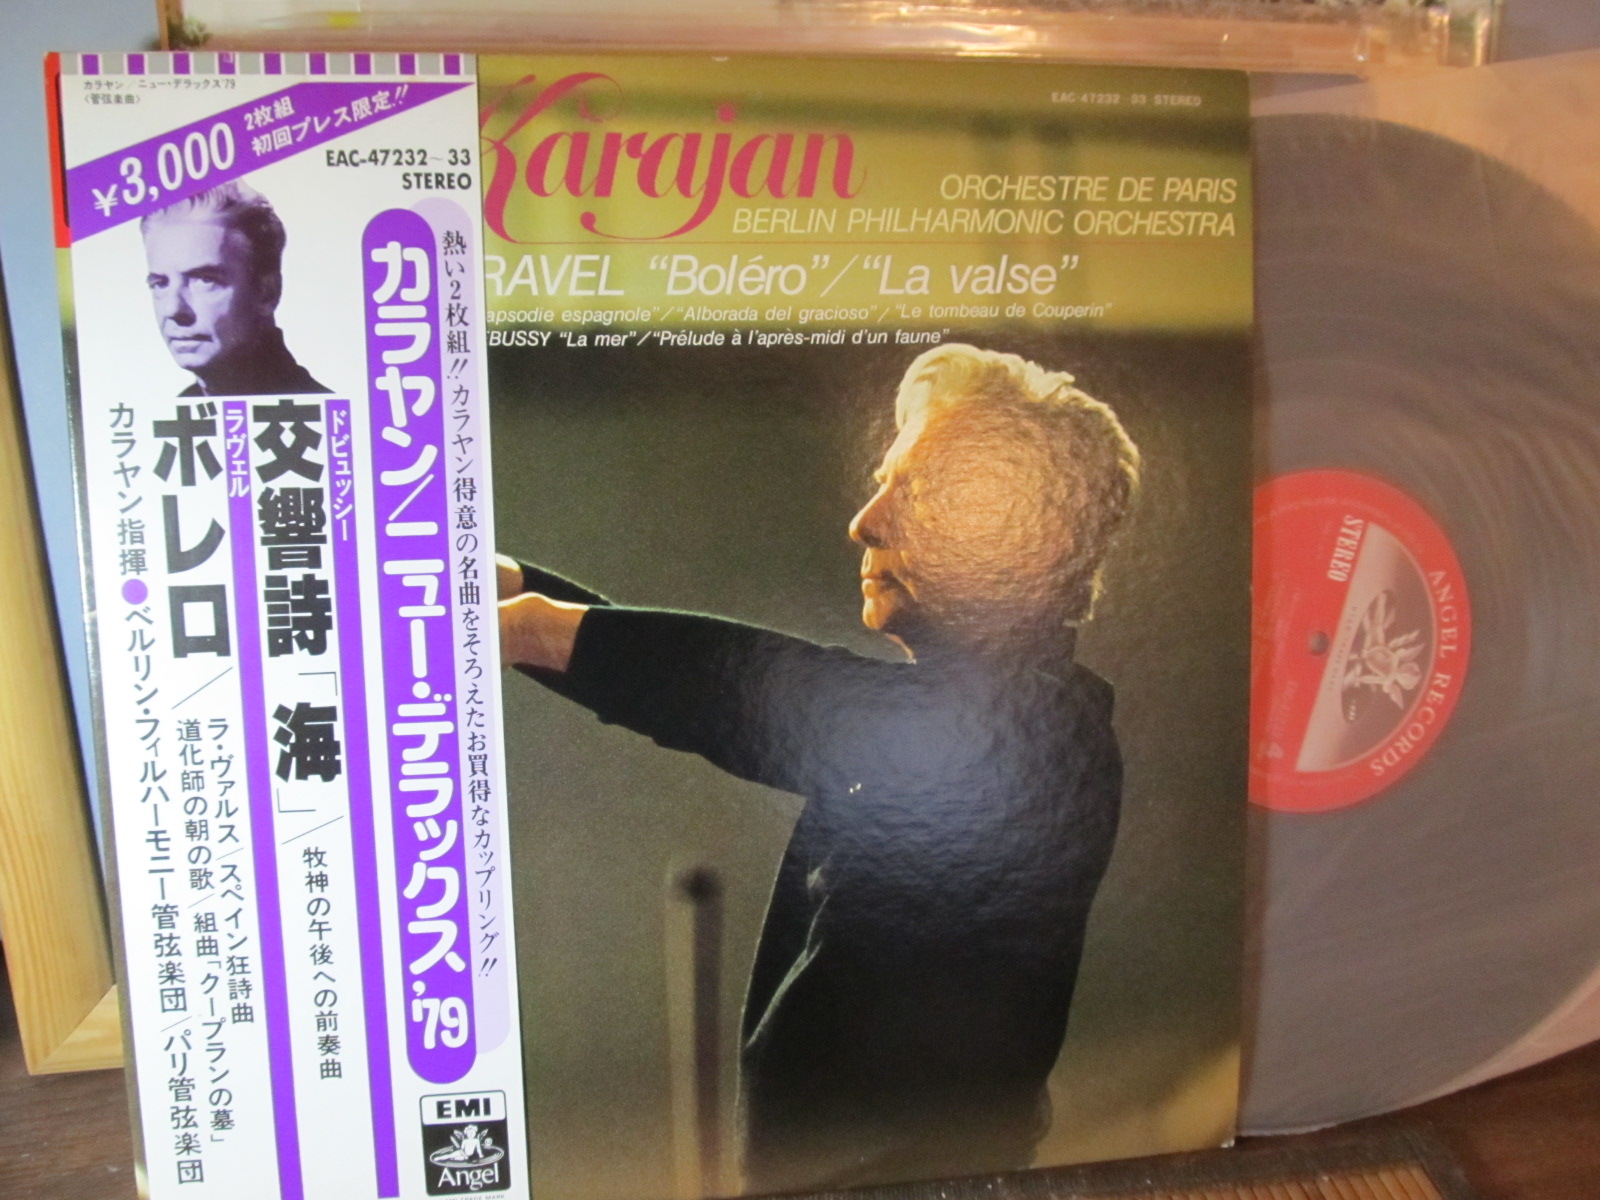 カラヤン／ニュー・デラックス'79
〈管弦楽曲〉
¥3,000
2枚組
初回プレス限定!!
EAC-47232～33
STEREO
熱い2枚組!!カラヤン得意の名曲をそろえたお買得なカップリング!!
カラヤン/ニュー・デラックス'79
ドビュッシー
交響詩「海」／牧神の午後への前奏曲
ラヴェル
ボレロ／ラ・ヴァルス／スペイン狂詩曲
道化師の朝の歌／組曲「クープランの墓」
カラヤン指揮●ベルリン・フィルハーモニー管弦楽団／パリ管弦楽団
EMI
Angel
EAC-47232 33 STEREO
Karajan
ORCHESTRE DE PARIS
BERLIN PHILHARMONIC ORCHESTRA
RAVEL “Boléro”/“La valse”
apsodie espagnole”/“Alborada del gracioso”/“Le tombeau de Couperin”
EBUSSY “La mer”/“Prélude à l'après-midi d'un faune”
STEREO
ANGEL RECORDS